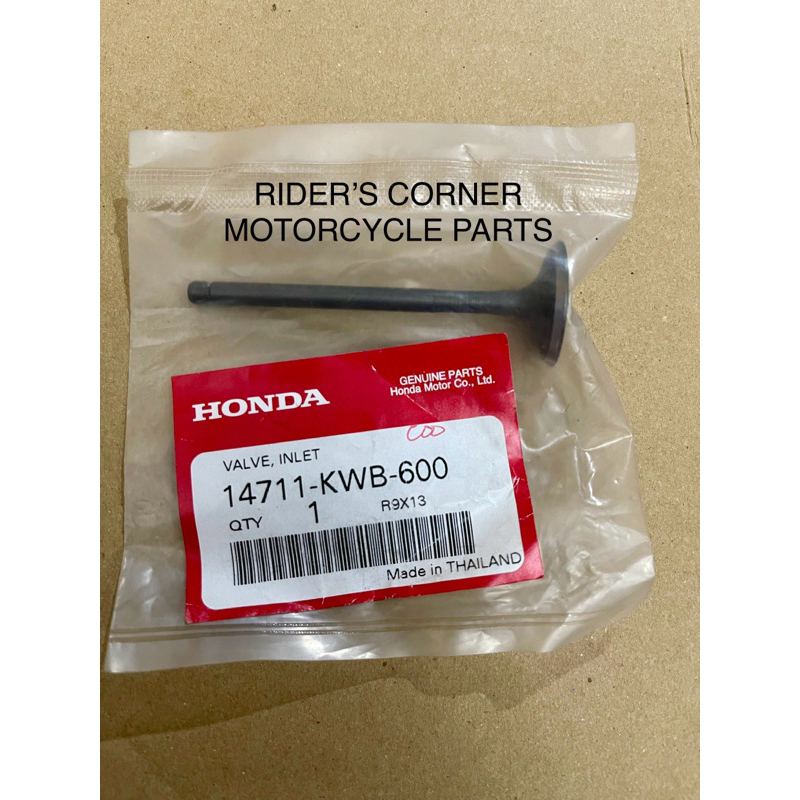 RIDER’S CORNER
MOTORCYCLE PARTS
HONDA
GENUINE PARTS
Honda Motor Co., Ltd.
VALVE, INLET
14711-KWB-600
QTY 1 R9X13
Made in THAILAND